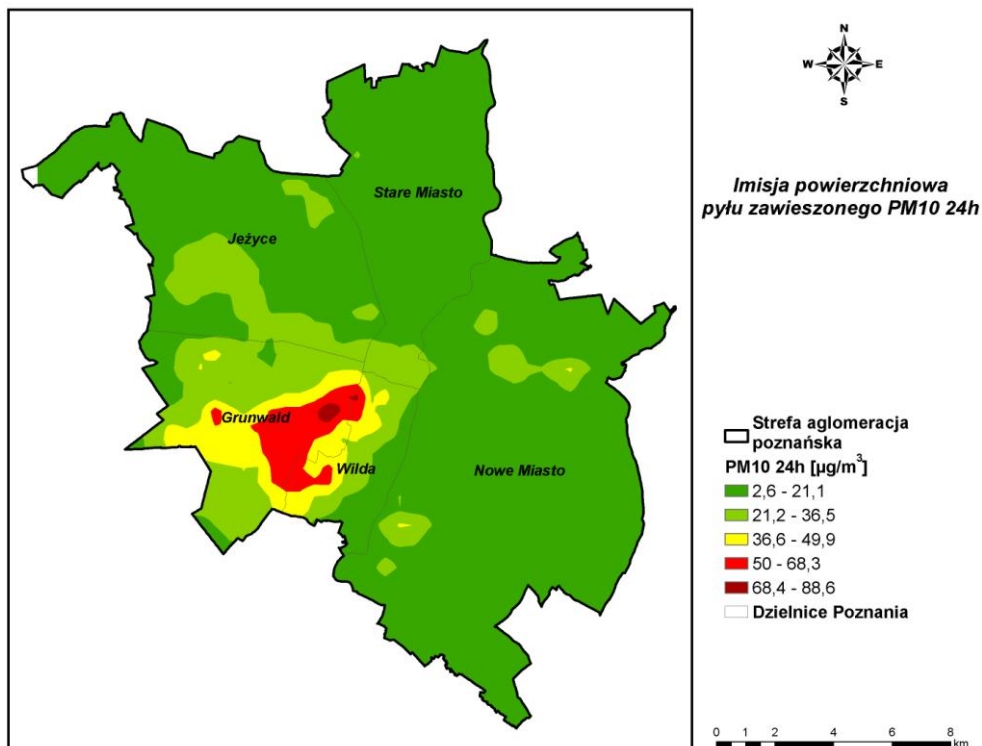 N
W E
S
Imisja powierzchniowa
pyłu zawieszonego PM10 24h
Stare Miasto
Jeżyce
Grunwald
Wilda
Nowe Miasto
Strefa aglomeracja
poznańska
PM10 24h [µg/m³]
2,6 - 21,1
21,2 - 36,5
36,6 - 49,9
50 - 68,3
68,4 - 88,6
Dzielnice Poznania
0 1 2 4 6 8
km